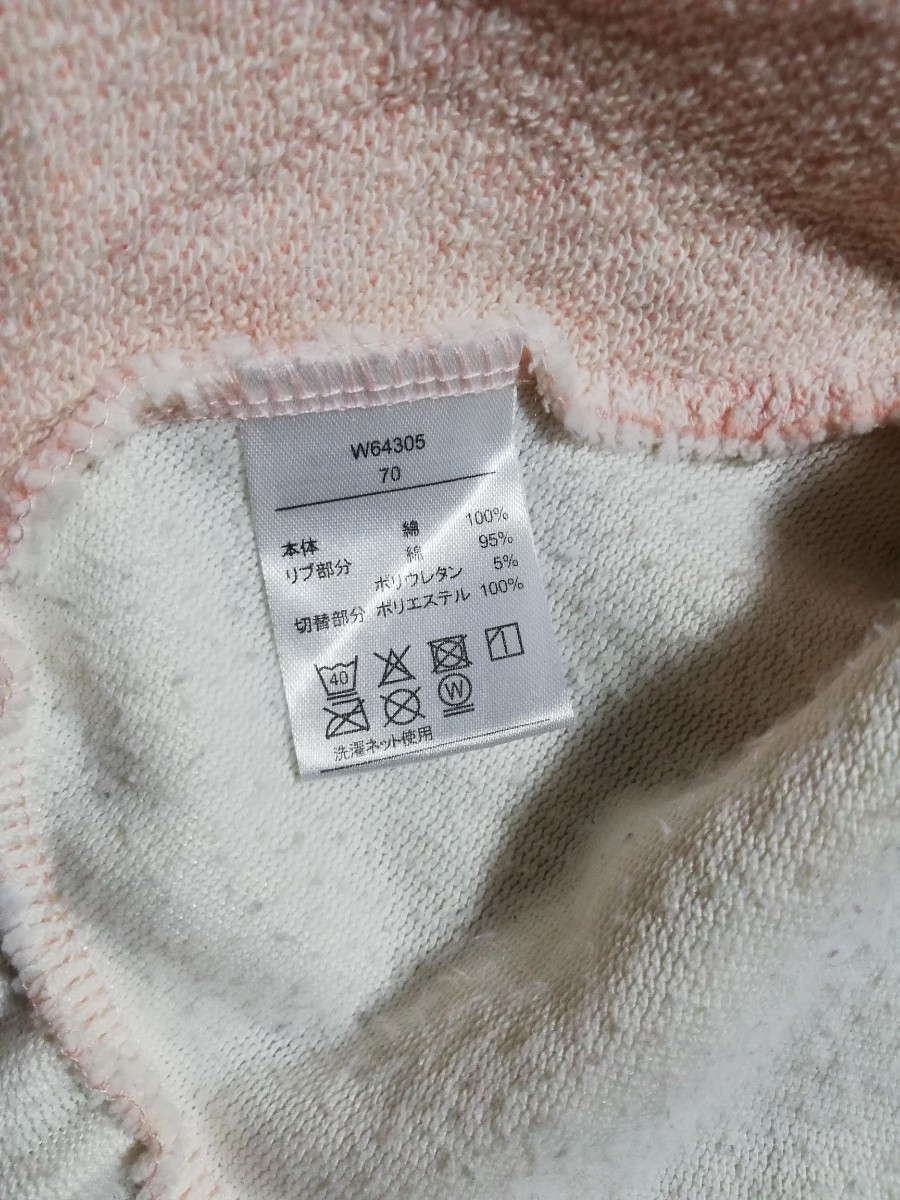 W64305
70
本体 綿 100%
リブ部分 綿 95%
ポリウレタン 5%
切替部分 ポリエステル 100%
40
W
洗濯ネット使用